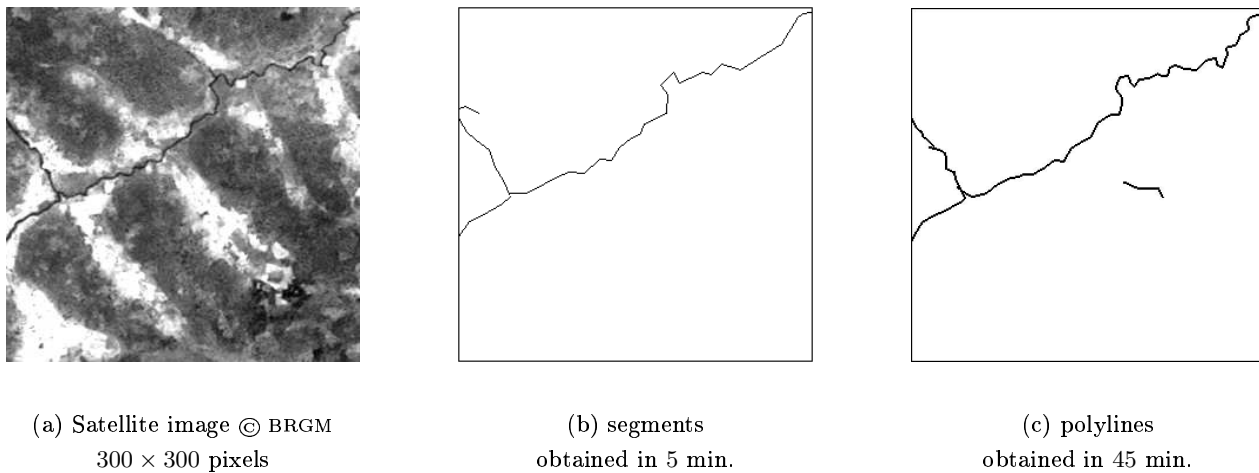 (a) Satellite image © BRGM
300 × 300 pixels
(b) segments
obtained in 5 min.
(c) polylines
obtained in 45 min.